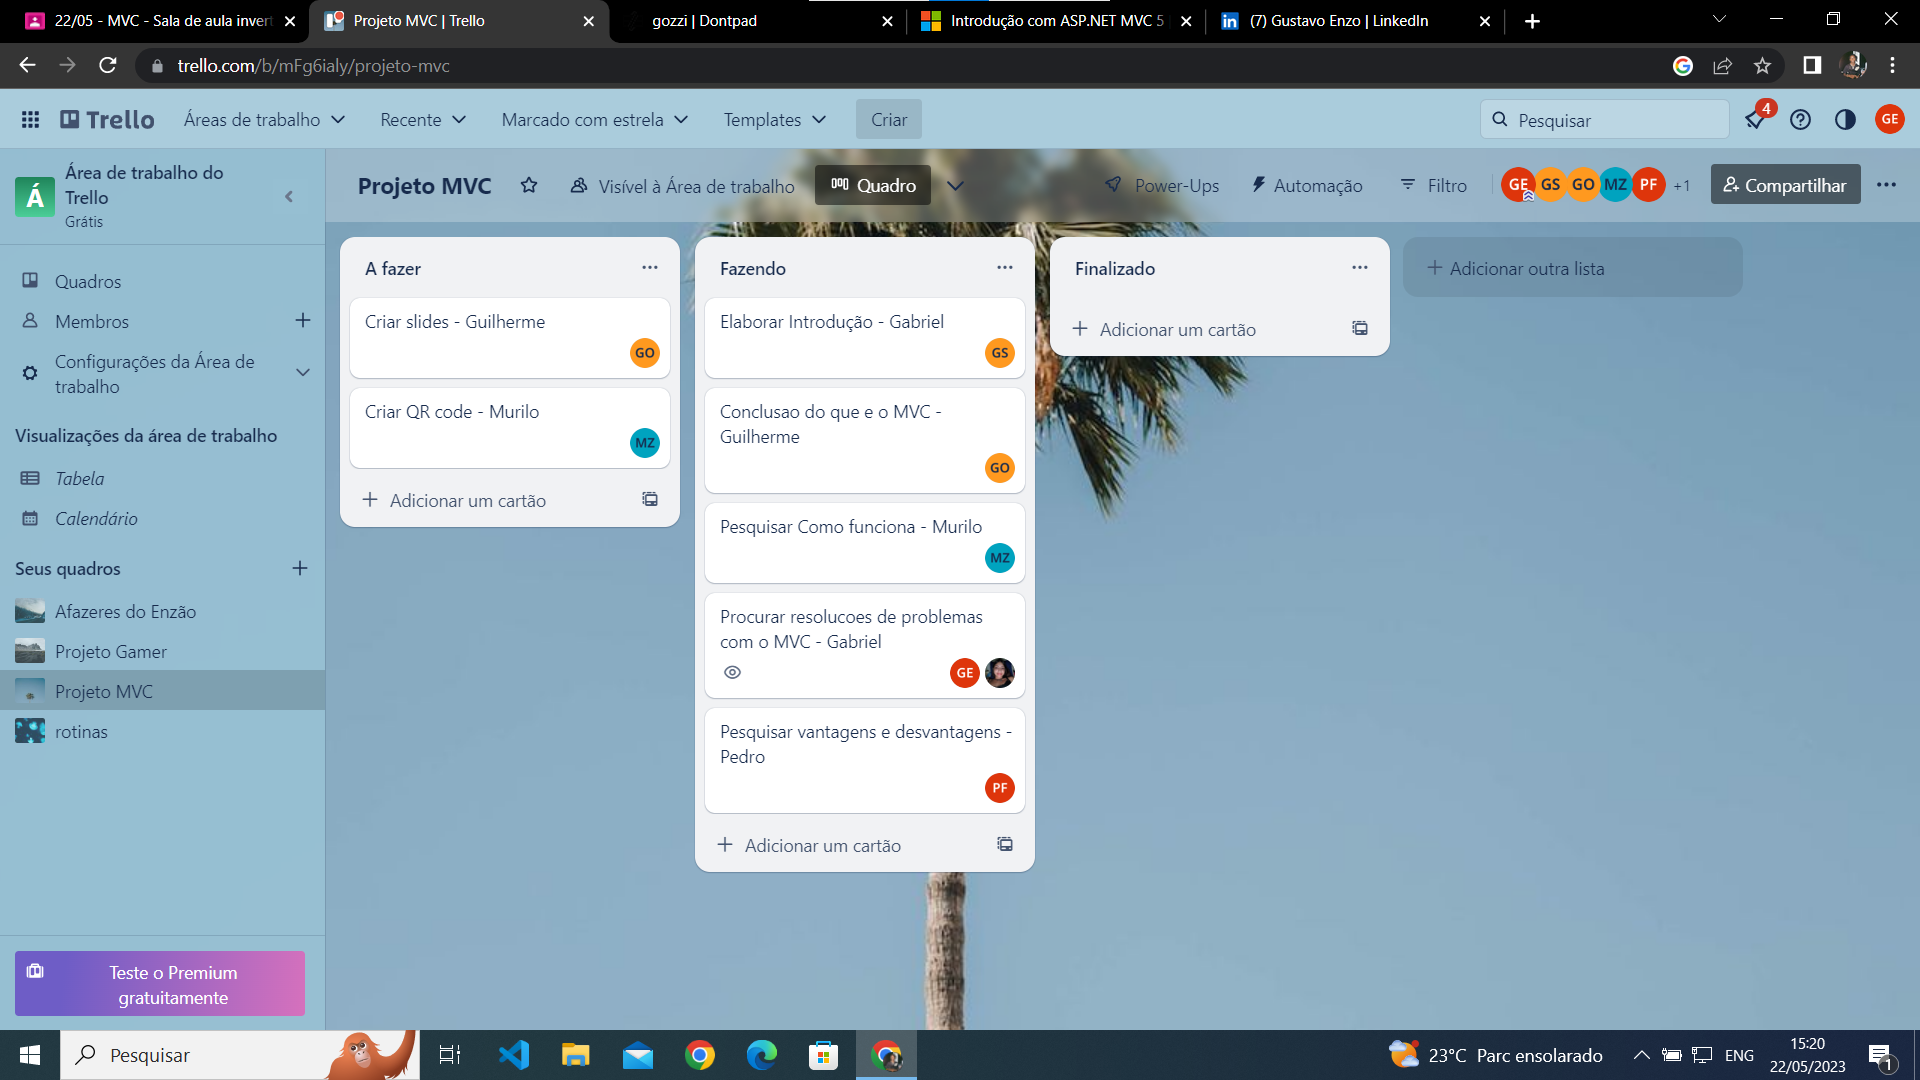 22/05 - MVC - Sala de aula invert
Projeto MVC | Trello
gozzi | Dontpad
Introdução com ASP.NET MVC 5
(7) Gustavo Enzo | LinkedIn
trello.com/b/mFg6ialy/projeto-mvc
Trello
Áreas de trabalho
Recente
Marcado com estrela
Templates
Criar
Pesquisar
4
GE
Á
Área de trabalho do
Trello
Grátis
Projeto MVC
Visível à Área de trabalho
Quadro
Power-Ups
Automação
Filtro
GE
GS
GO
MZ
PF
+1
Compartilhar
Quadros
Membros
Configurações da Área de
trabalho
Visualizações da área de trabalho
Tabela
Calendário
Seus quadros
Afazeres do Enzão
Projeto Gamer
Projeto MVC
rotinas
Teste o Premium
gratuitamente
A fazer
Criar slides - Guilherme
GO
Criar QR code - Murilo
MZ
Adicionar um cartão
Fazendo
Elaborar Introdução - Gabriel
GS
Conclusao do que e o MVC -
Guilherme
GO
Pesquisar Como funciona - Murilo
MZ
Procurar resolucoes de problemas
com o MVC - Gabriel
GE
Pesquisar vantagens e desvantagens -
Pedro
PF
Adicionar um cartão
Finalizado
Adicionar um cartão
Adicionar outra lista
Pesquisar
23°C Parc ensolarado
ENG
15:20
22/05/2023
1